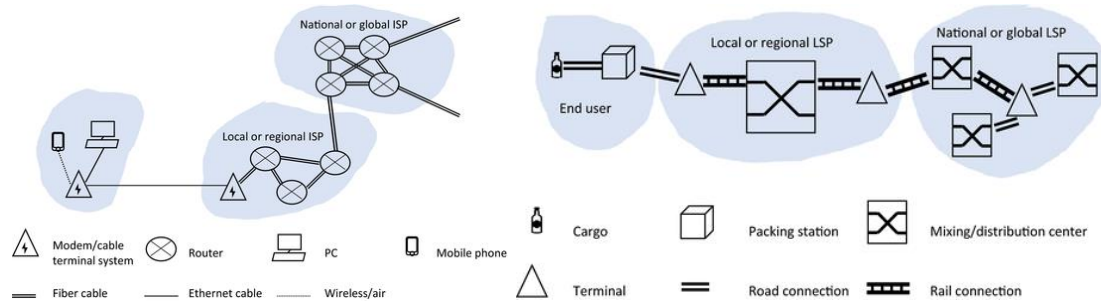 National or global ISP
Local or regional ISP
Modem/cable
terminal system
Router
PC
Mobile phone
Fiber cable
Ethernet cable
Wireless/air
National or global LSP
Local or regional LSP
End user
Cargo
Packing station
Mixing/distribution center
Terminal
Road connection
Rail connection